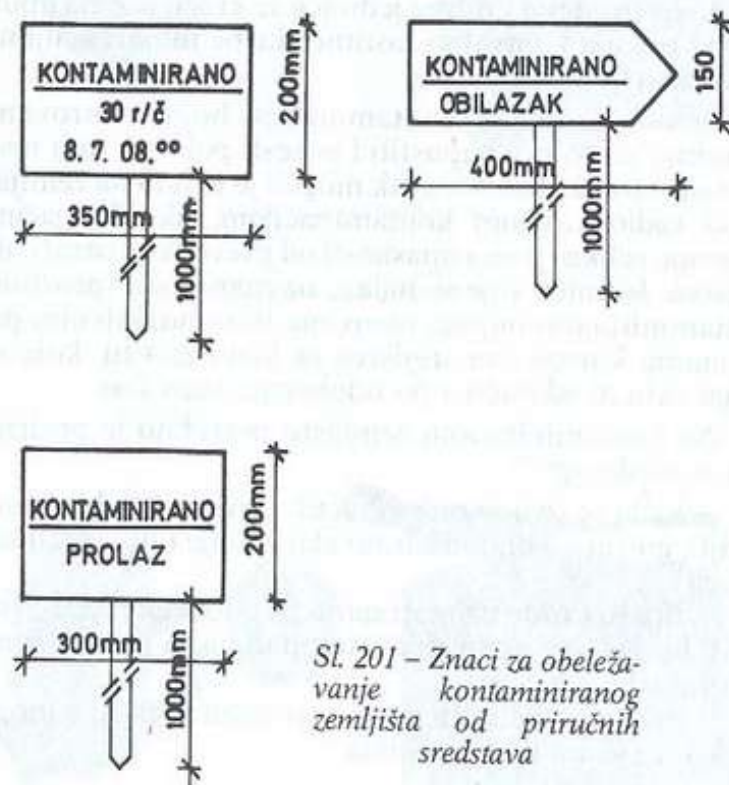 KONTAMINIRANO
30 r/č
8. 7. 08.⁰⁰
200mm
350mm
1000mm
KONTAMINIRANO
OBILAZAK
150
400mm
1000mm
KONTAMINIRANO
PROLAZ
200mm
300mm
1000mm
Sl. 201 – Znaci za obeleža-
vanje kontaminiranog
zemljišta od priručnih
sredstava